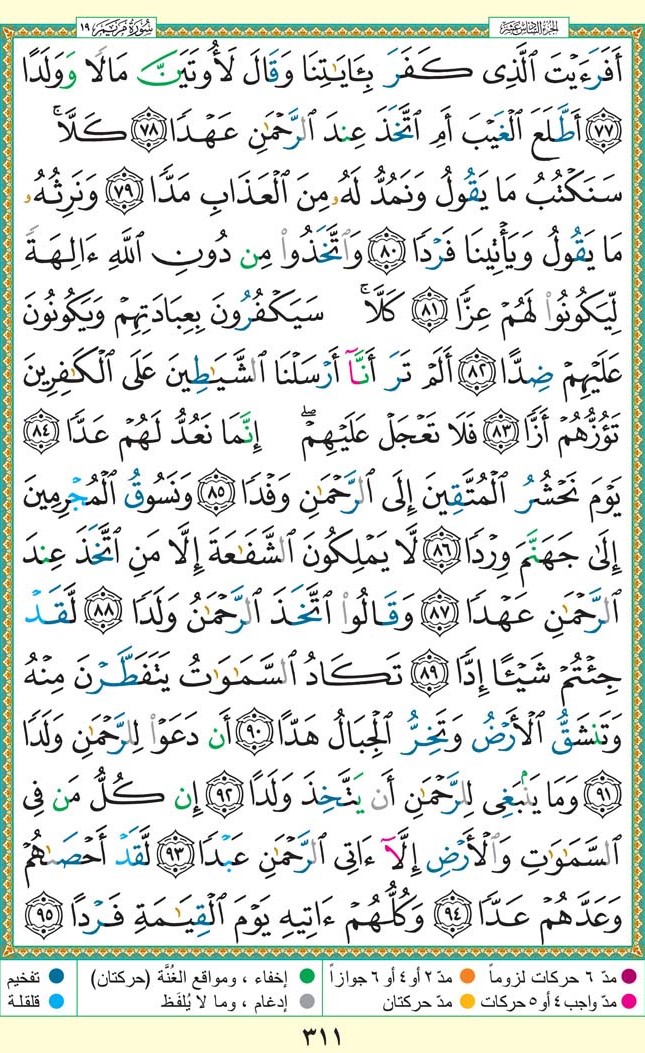 سُورَةُ مَرْيَم ١٩
الجزء السادس عشر
أَفَرَءَيۡتَ ٱلَّذِى كَفَرَ بِـَٔايَـٰتِنَا وَقَالَ لَأُوتَيَنَّ مَالًا وَوَلَدًا
٧٧ أَطَّلَعَ ٱلۡغَيۡبَ أَمِ ٱتَّخَذَ عِندَ ٱلرَّحۡمَـٰنِ عَهۡدًا ٧٨ كَلَّاۚ
سَنَكۡتُبُ مَا يَقُولُ وَنَمُدُّ لَهُۥ مِنَ ٱلۡعَذَابِ مَدًّا ٧٩ وَنَرِثُهُۥ
مَا يَقُولُ وَيَأۡتِينَا فَرۡدًا ٨٠ وَٱتَّخَذُوا۟ مِن دُونِ ٱللَّهِ ءَالِهَةً
لِّيَكُونُوا۟ لَهُمۡ عِزًّا ٨١ كَلَّاۚ سَيَكۡفُرُونَ بِعِبَادَتِهِمۡ وَيَكُونُونَ
عَلَيۡهِمۡ ضِدًّا ٨٢ أَلَمۡ تَرَ أَنَّآ أَرۡسَلۡنَا ٱلشَّيَـٰطِينَ عَلَى ٱلۡكَـٰفِرِينَ
تَؤُزُّهُمۡ أَزًّا ٨٣ فَلَا تَعۡجَلۡ عَلَيۡهِمۡۖ إِنَّمَا نَعُدُّ لَهُمۡ عَدًّا ٨٤
يَوۡمَ نَحۡشُرُ ٱلۡمُتَّقِينَ إِلَى ٱلرَّحۡمَـٰنِ وَفۡدًا ٨٥ وَنَسُوقُ ٱلۡمُجۡرِمِينَ
إِلَىٰ جَهَنَّمَ وِرۡدًا ٨٦ لَّا يَمۡلِكُونَ ٱلشَّفَـٰعَةَ إِلَّا مَنِ ٱتَّخَذَ عِندَ
ٱلرَّحۡمَـٰنِ عَهۡدًا ٨٧ وَقَالُوا۟ ٱتَّخَذَ ٱلرَّحۡمَـٰنُ وَلَدًا ٨٨ لَّقَدۡ
جِئۡتُمۡ شَيۡـًٔا إِدًّا ٨٩ تَكَادُ ٱلسَّمَـٰوَٰتُ يَتَفَطَّرۡنَ مِنۡهُ
وَتَنشَقُّ ٱلۡأَرۡضُ وَتَخِرُّ ٱلۡجِبَالُ هَدًّا ٩٠ أَن دَعَوۡا۟ لِلرَّحۡمَـٰنِ وَلَدًا
٩١ وَمَا يَنۢبَغِى لِلرَّحۡمَـٰنِ أَن يَتَّخِذَ وَلَدًا ٩٢ إِن كُلُّ مَن فِى
ٱلسَّمَـٰوَٰتِ وَٱلۡأَرۡضِ إِلَّآ ءَاتِى ٱلرَّحۡمَـٰنِ عَبۡدًا ٩٣ لَّقَدۡ أَحۡصَىٰهُمۡ
وَعَدَّهُمۡ عَدًّا ٩٤ وَكُلُّهُمۡ ءَاتِيهِ يَوۡمَ ٱلۡقِيَـٰمَةِ فَرۡدًا ٩٥
مدّ ٦ حركات لزوماً مدّ ٢ أو ٤ أو ٦ جوازاً إخفاء ، ومواقع الغُنَّة (حركتان) تفخيم
مدّ واجب ٤ أو ٥ حركات مدّ حركتان إدغام ، وما لا يُلفَظ قلقلة
٣١١